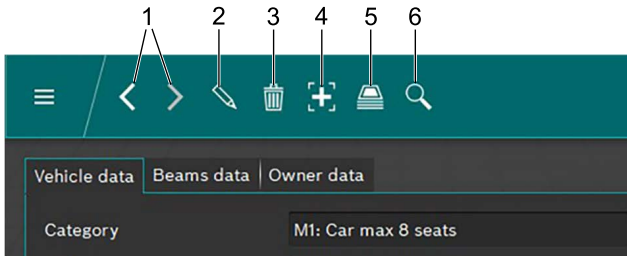 1 2 3 4 5 6
Vehicle data Beams data Owner data
Category M1: Car max 8 seats